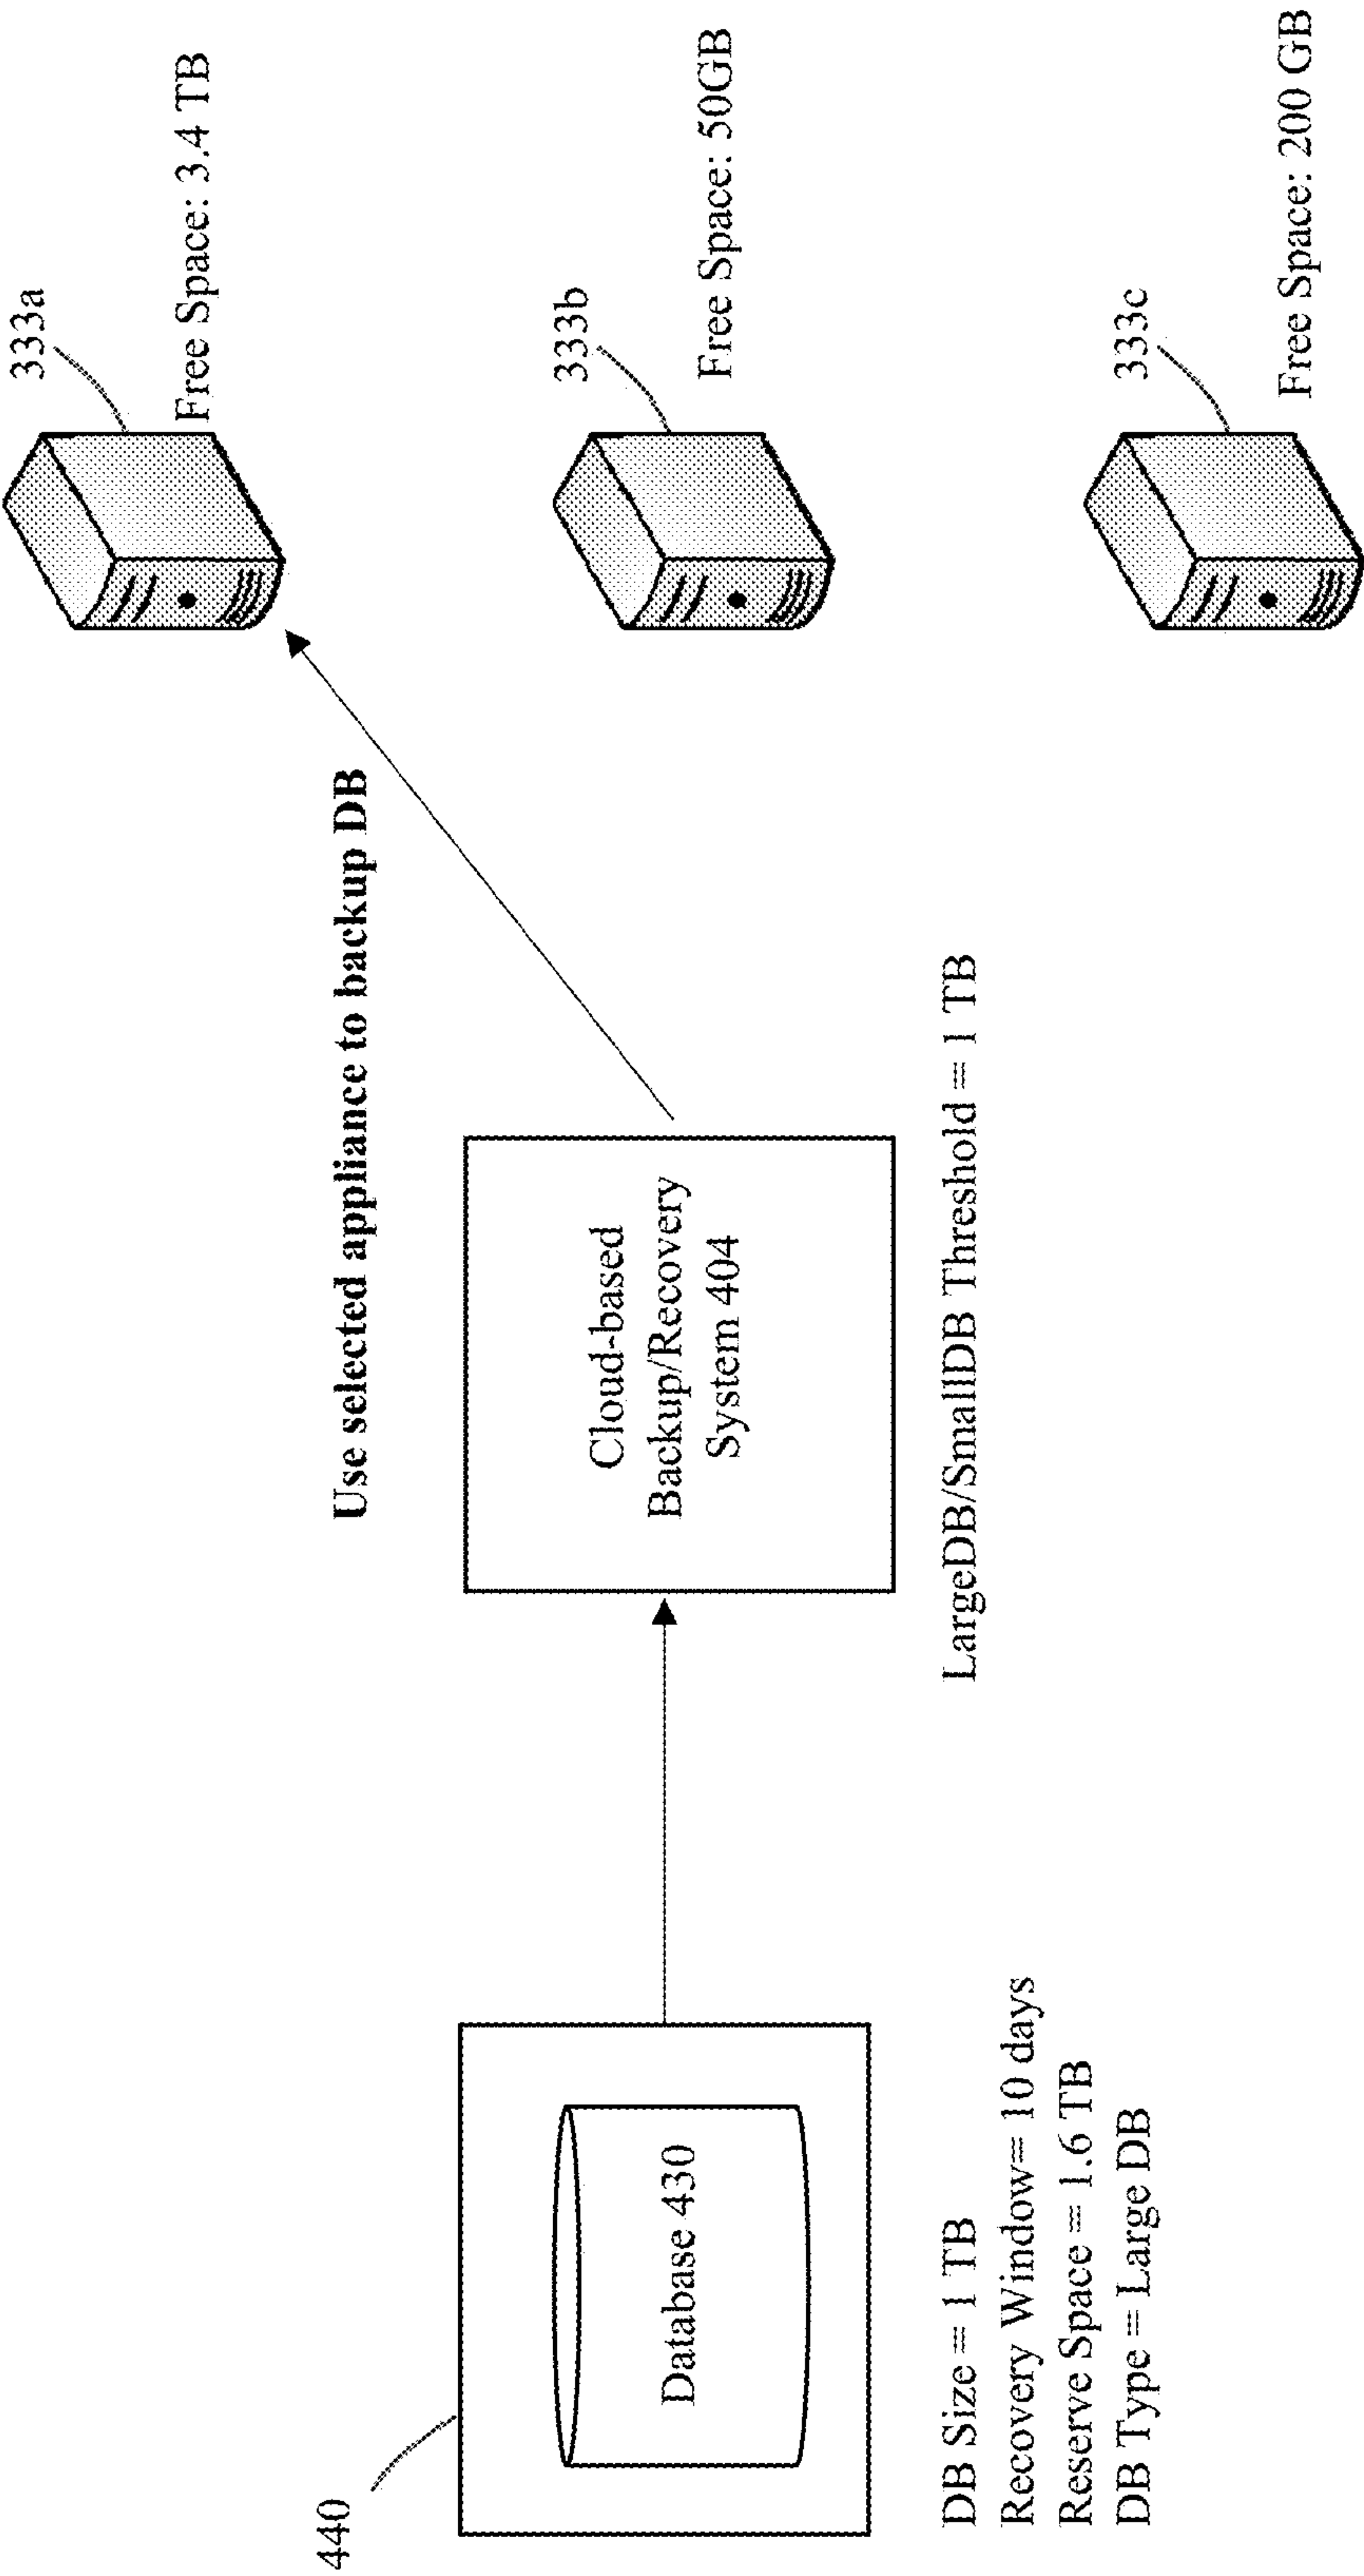 440
Database 430
DB Size = 1 TB
Recovery Window= 10 days
Reserve Space = 1.6 TB
DB Type = Large DB
Use selected appliance to backup DB
Cloud-based
Backup/Recovery
System 404
LargeDB/SmallDB Threshold = 1 TB
333a
Free Space: 3.4 TB
333b
Free Space: 50GB
333c
Free Space: 200 GB